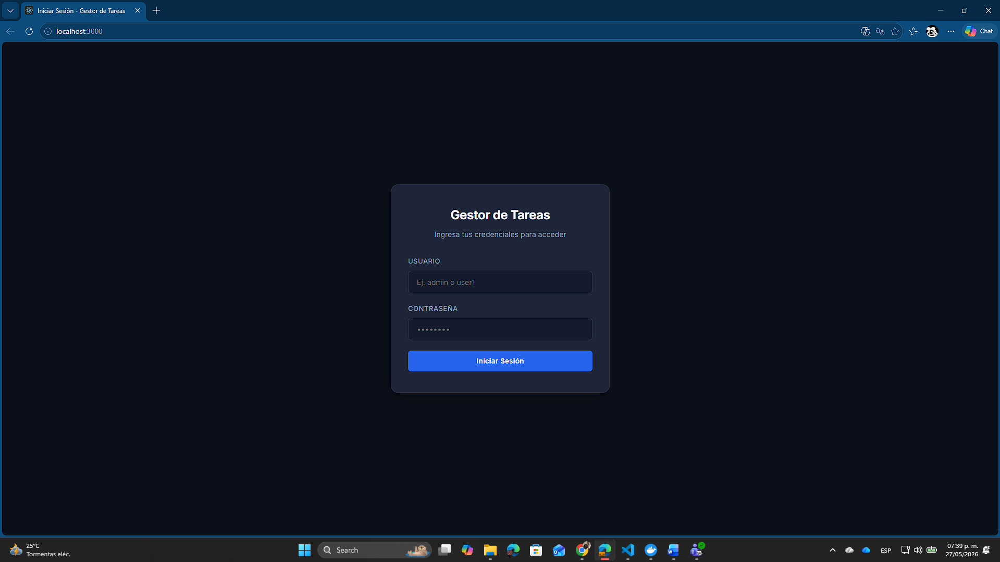 Iniciar Sesión - Gestor de Tareas
localhost:3000
Chat
Gestor de Tareas
Ingresa tus credenciales para acceder
USUARIO
Ej. admin o user1
CONTRASEÑA
••••••••
Iniciar Sesión
25°C
Tormentas eléc.
Search
ESP
07:39 p. m.
27/05/2026